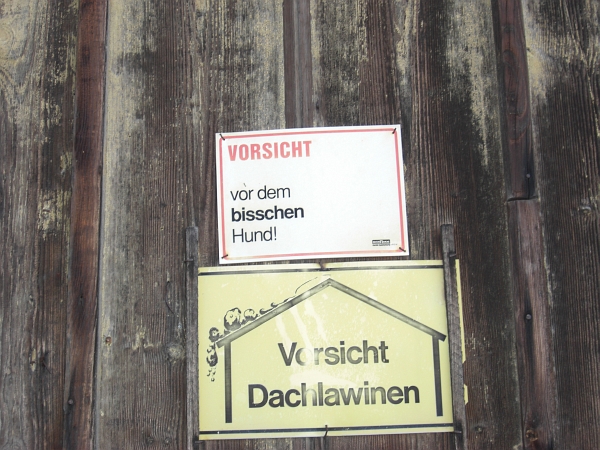 VORSICHT
vor dem
bisschen
Hund!
Vorsicht
Dachlawinen